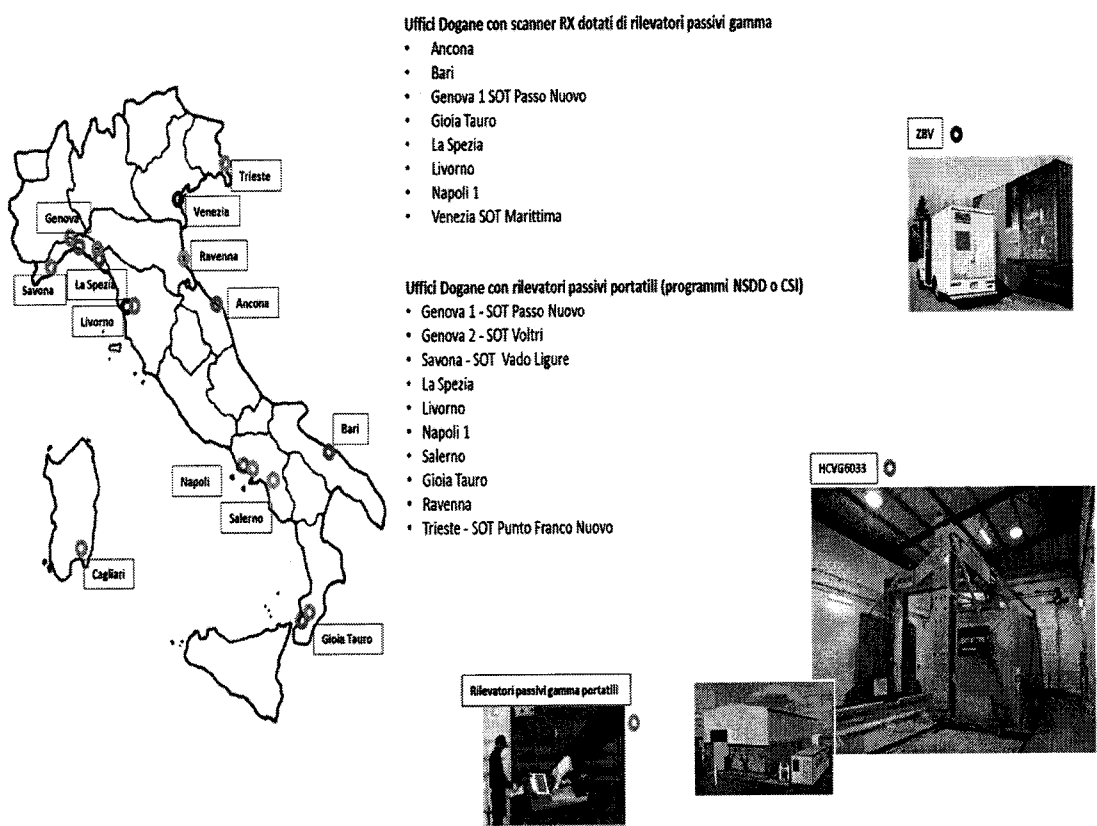 Uffici Dogane con scanner RX dotati di rilevatori passivi gamma
• Ancona
• Bari
• Genova 1 SOT Passo Nuovo
• Gioia Tauro
• La Spezia
• Livorno
• Napoli 1
• Venezia SOT Marittima
Uffici Dogane con rilevatori passivi portatili (programmi NSDD o CSI)
• Genova 1 - SOT Passo Nuovo
• Genova 2 - SOT Voltri
• Savona - SOT Vado Ligure
• La Spezia
• Livorno
• Napoli 1
• Salerno
• Gioia Tauro
• Ravenna
• Trieste - SOT Punto Franco Nuovo
Trieste
Venezia
Genova
Ravenna
Savona
La Spezia
Ancona
Livorno
Bari
Napoli
Salerno
Cagliari
Gioia Tauro
ZBV
HCVG6033
Rilevatori passivi gamma portatili